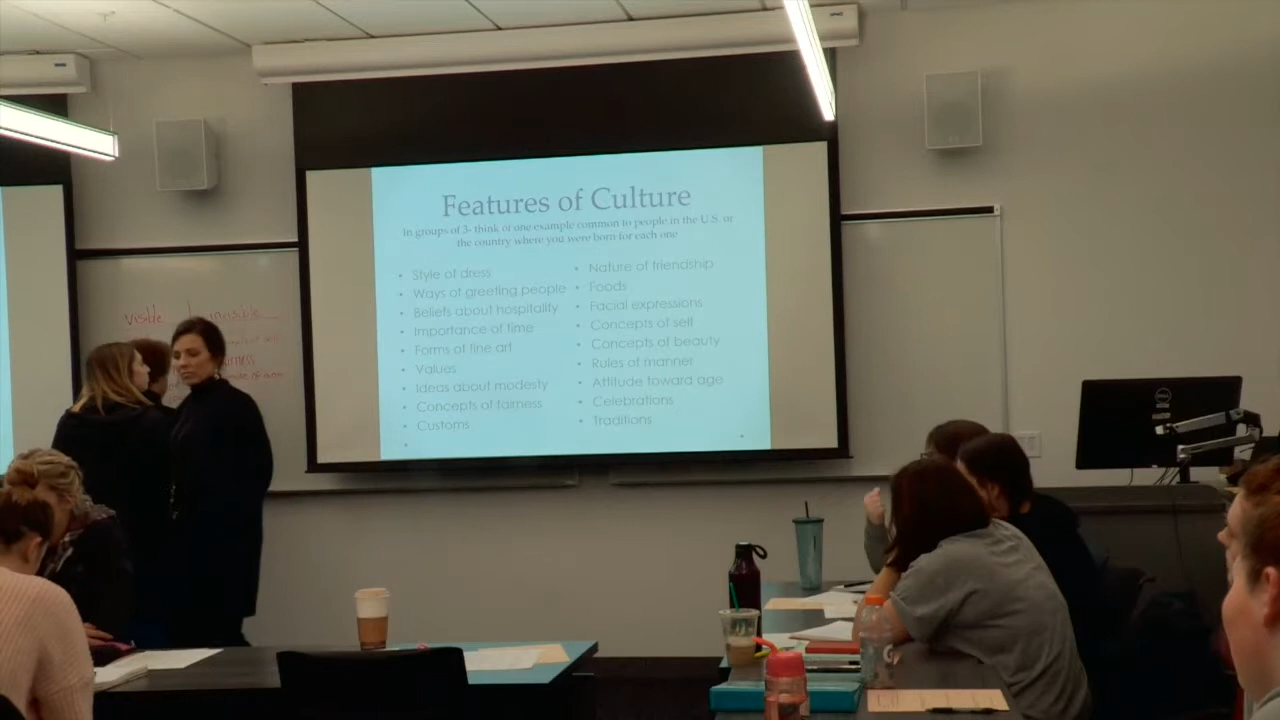 Features of Culture
In groups of 3- think of one example common to people in the U.S. or
the country where you were born for each one
• Style of dress
• Ways of greeting people
• Beliefs about hospitality
• Importance of time
• Forms of fine art
• Values
• Ideas about modesty
• Concepts of fairness
• Customs
• Nature of friendship
• Foods
• Facial expressions
• Concepts of self
• Concepts of beauty
• Rules of manner
• Attitude toward age
• Celebrations
• Traditions
Visible Invisible
DELL